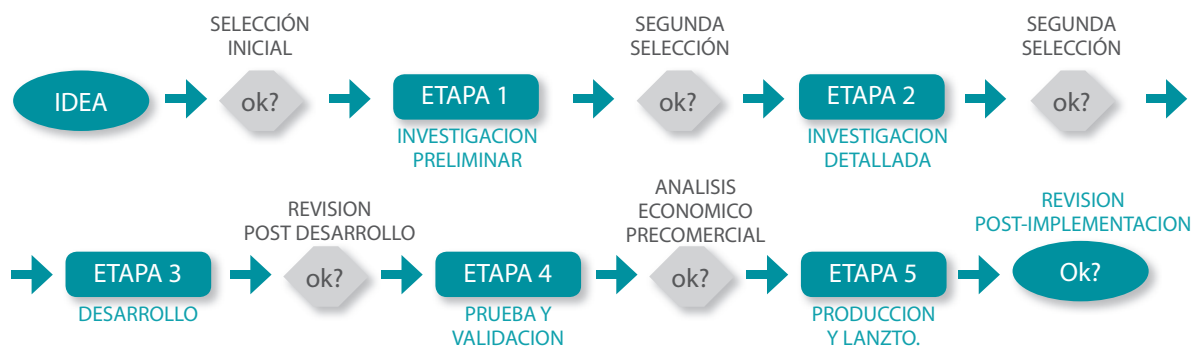 SELECCIÓN
INICIAL
SEGUNDA
SELECCIÓN
SEGUNDA
SELECCIÓN
IDEA
ok?
ETAPA 1
ok?
ETAPA 2
ok?
INVESTIGACION
PRELIMINAR
INVESTIGACION
DETALLADA
REVISION
POST DESARROLLO
ANALISIS
ECONOMICO
PRECOMERCIAL
REVISION
POST-IMPLEMENTACION
ETAPA 3
ok?
ETAPA 4
ok?
ETAPA 5
Ok?
DESARROLLO
PRUEBA Y
VALIDACION
PRODUCCION
Y LANZTO.